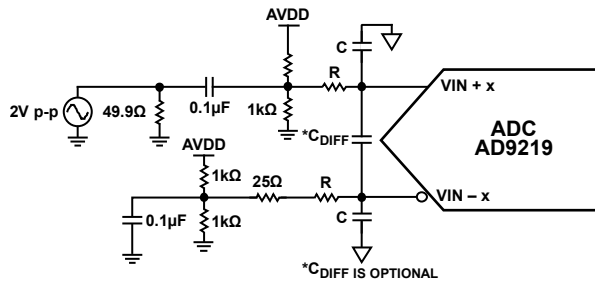 AVDD
C
R
2V p-p
49.9Ω
0.1µF
1kΩ
VIN + x
*CDIFF
ADC
AD9219
AVDD
1kΩ
25Ω
R
VIN – x
0.1µF
1kΩ
C
*CDIFF IS OPTIONAL